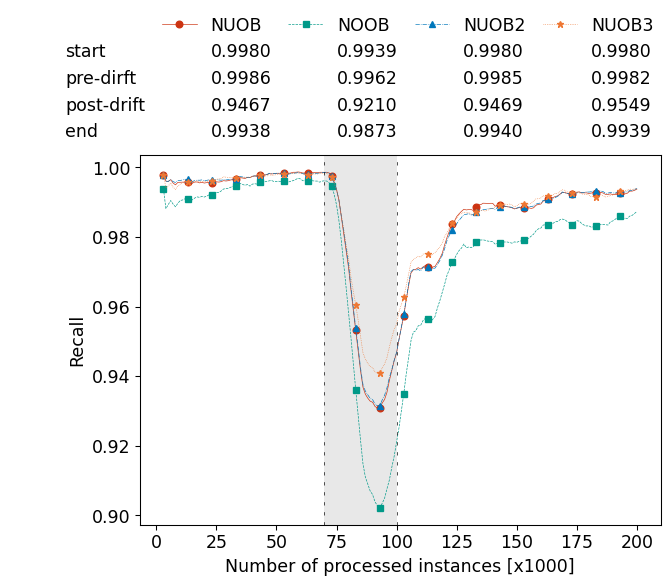 NUOB NOOB NUOB2 NUOB3
start 0.9980 0.9939 0.9980 0.9980
pre-dirft 0.9986 0.9962 0.9985 0.9982
post-drift 0.9467 0.9210 0.9469 0.9549
end 0.9938 0.9873 0.9940 0.9939
1.00
0.98
0.96
0.94
0.92
0.90
Recall
0 25 50 75 100 125 150 175 200
Number of processed instances [x1000]